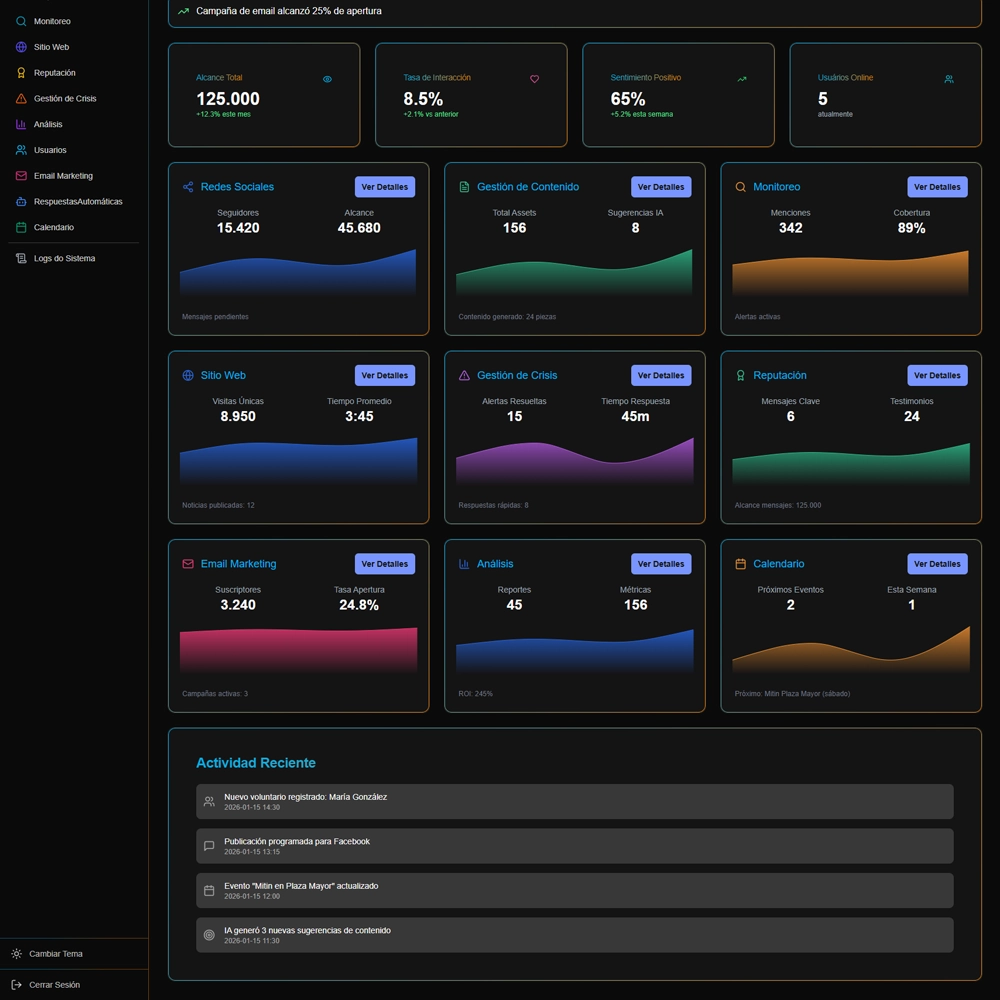 Monitoreo
Sitio Web
Reputación
Gestión de Crisis
Análisis
Usuarios
Email Marketing
RespuestasAutomáticas
Calendario
Logs do Sistema
Cambiar Tema
Cerrar Sesión
Campaña de email alcanzó 25% de apertura
Alcance Total
125.000
+12.3% este mes
Tasa de Interacción
8.5%
+2.1% vs anterior
Sentimiento Positivo
65%
+5.2% esta semana
Usuários Online
5
atualmente
Redes Sociales
Ver Detalles
Seguidores Alcance
15.420 45.680
Mensajes pendientes
Gestión de Contenido
Ver Detalles
Total Assets Sugerencias IA
156 8
Contenido generado: 24 piezas
Monitoreo
Ver Detalles
Menciones Cobertura
342 89%
Alertas activas
Sitio Web
Ver Detalles
Visitas Únicas Tiempo Promedio
8.950 3:45
Noticias publicadas: 12
Gestión de Crisis
Ver Detalles
Alertas Resueltas Tiempo Respuesta
15 45m
Respuestas rápidas: 8
Reputación
Ver Detalles
Mensajes Clave Testimonios
6 24
Alcance mensajes: 125.000
Email Marketing
Ver Detalles
Suscriptores Tasa Apertura
3.240 24.8%
Campañas activas: 3
Análisis
Ver Detalles
Reportes Métricas
45 156
ROI: 245%
Calendario
Ver Detalles
Próximos Eventos Esta Semana
2 1
Próximo: Mitin Plaza Mayor (sábado)
Actividad Reciente
Nuevo voluntario registrado: María González
2026-01-15 14:30
Publicación programada para Facebook
2026-01-15 13:15
Evento "Mitin en Plaza Mayor" actualizado
2026-01-15 12:00
IA generó 3 nuevas sugerencias de contenido
2026-01-15 11:30